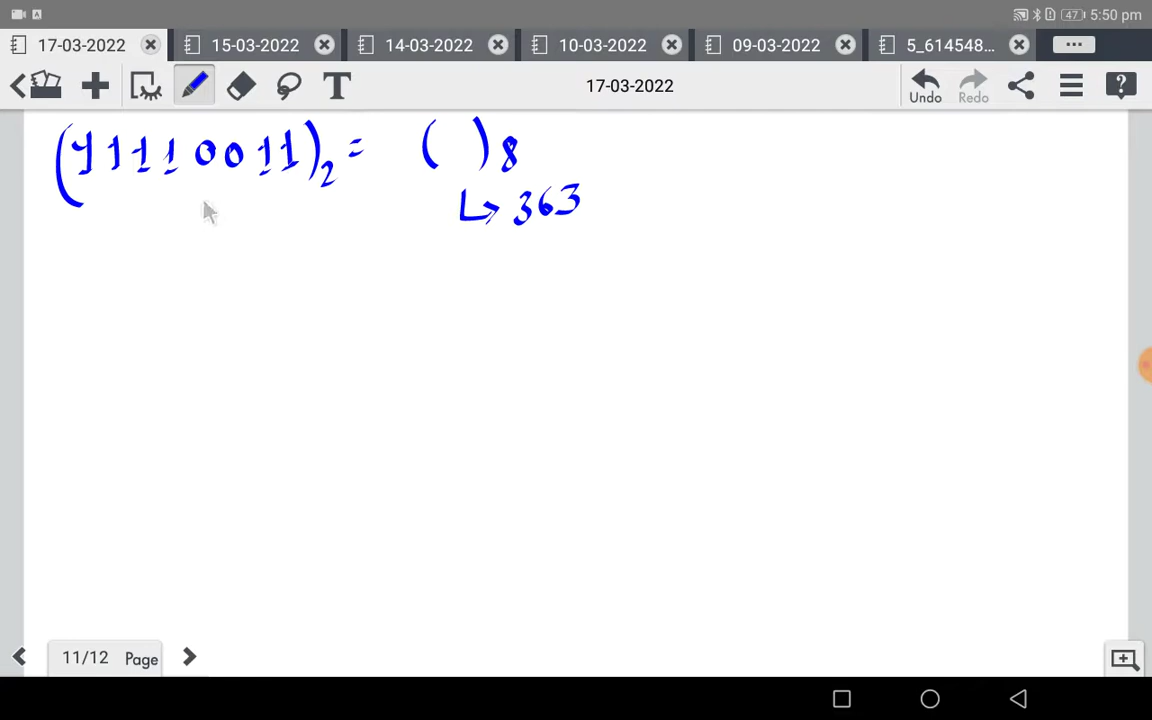 5:50 pm
47
17-03-2022 15-03-2022 14-03-2022 10-03-2022 09-03-2022 5_614548... ...
T 17-03-2022 Undo Redo ?
(11110011)₂ = ( )₈
↳ 363
11/12 Page